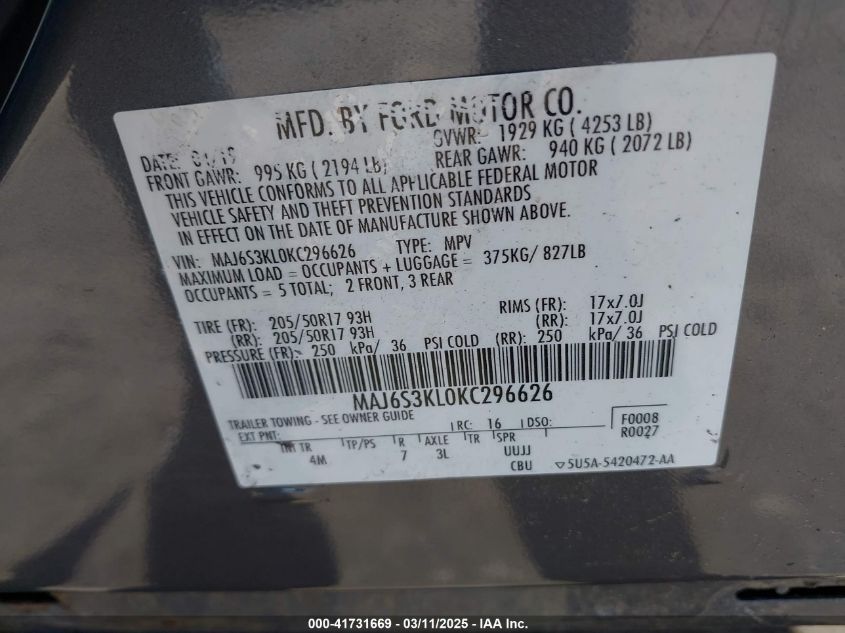 MFD. BY FORD MOTOR CO.
DATE: 01/19 GVWR: 1929 KG ( 4253 LB)
FRONT GAWR: 995 KG ( 2194 LB) REAR GAWR: 940 KG ( 2072 LB)
THIS VEHICLE CONFORMS TO ALL APPLICABLE FEDERAL MOTOR
VEHICLE SAFETY AND THEFT PREVENTION STANDARDS
IN EFFECT ON THE DATE OF MANUFACTURE SHOWN ABOVE.
VIN: MAJ6S3KL0KC296626 TYPE: MPV
MAXIMUM LOAD = OCCUPANTS + LUGGAGE = 375KG/ 827LB
OCCUPANTS = 5 TOTAL; 2 FRONT, 3 REAR
TIRE (FR): 205/50R17 93H RIMS (FR): 17x7.0J
(RR): 205/50R17 93H (RR): 17x7.0J
PRESSURE (FR): 250 kPa/ 36 PSI COLD (RR): 250 kPa/ 36 PSI COLD
MAJ6S3KL0KC296626
TRAILER TOWING - SEE OWNER GUIDE
EXT PNT: RC: 16 DSO: F0008
R0027
INT TR TP/PS R AXLE TR SPR
4M 7 3L UUJJ
CBU 5U5A-5420472-AA
000-41731669 - 03/11/2025 - IAA Inc.